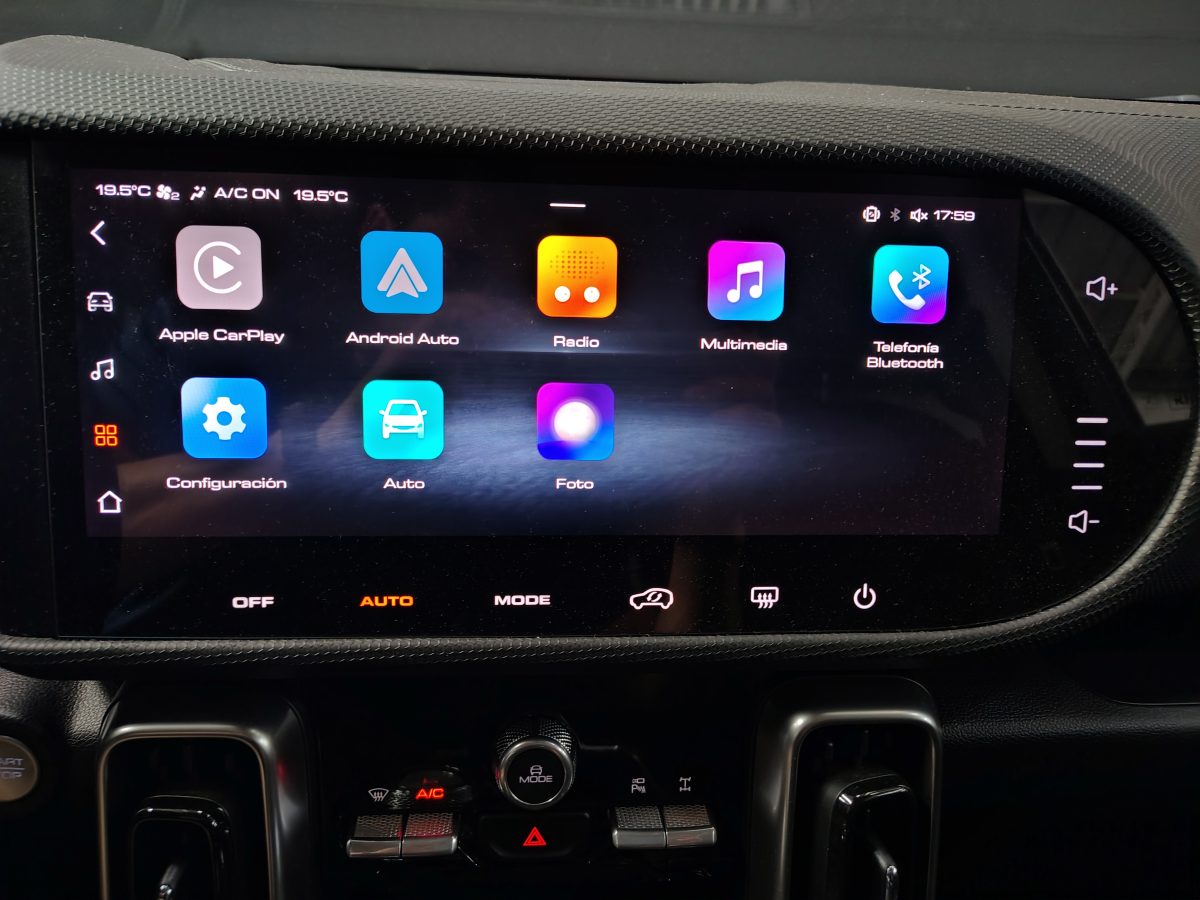 19.5°C 2 A/C ON 19.5°C
17:59
Apple CarPlay
Android Auto
Radio
Multimedia
Telefonía
Bluetooth
Configuración
Auto
Foto
OFF
AUTO
MODE
MODE
A/C
P